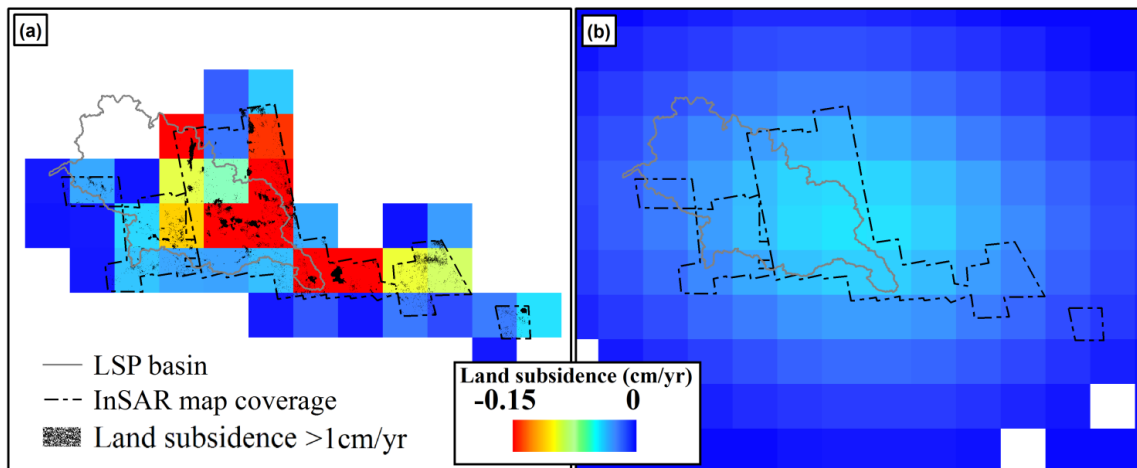 (a)
(b)
LSP basin
InSAR map coverage
Land subsidence >1cm/yr
Land subsidence (cm/yr)
-0.15 0